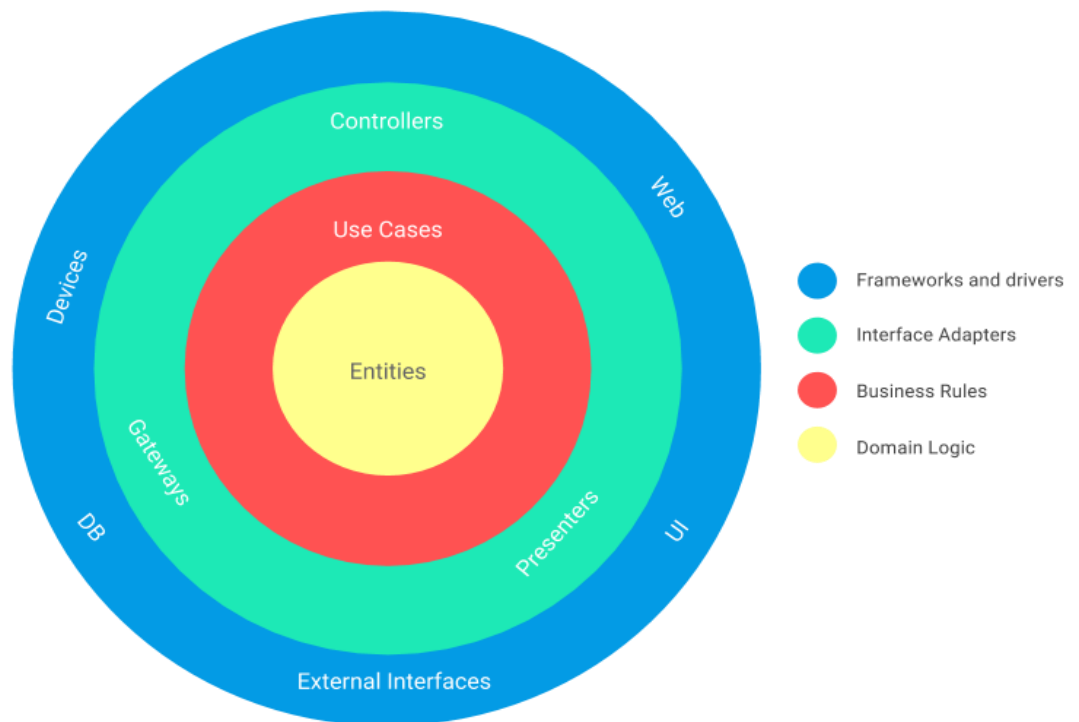 Controllers
Web
Use Cases
Devices
Entities
Gateways
Presenters
DB
UI
External Interfaces
Frameworks and drivers
Interface Adapters
Business Rules
Domain Logic